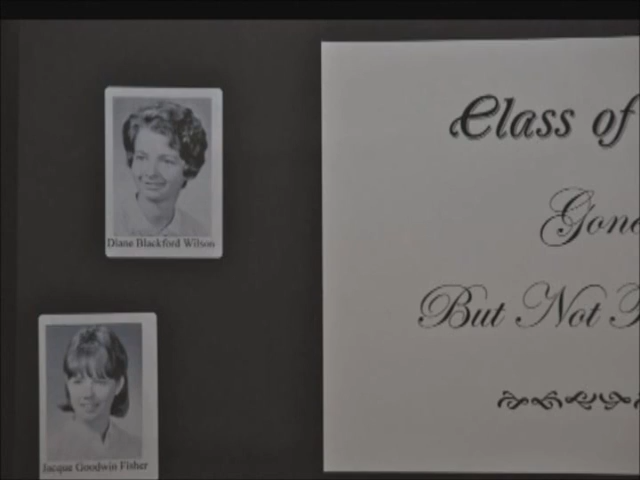 Diane Blackford Wilson
Jacque Goodwin Fisher
Class of
Gone
But Not